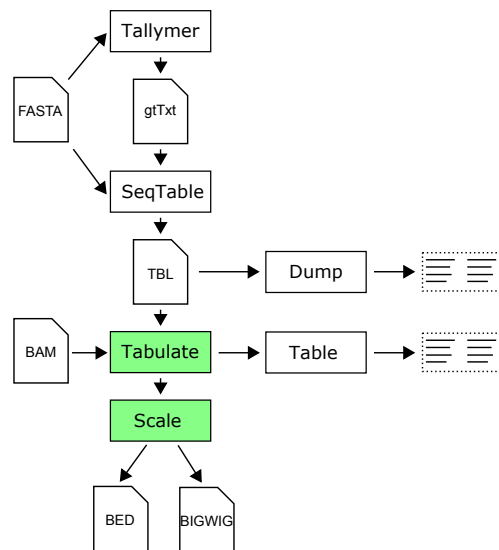 Tallymer
FASTA
gtTxt
SeqTable
TBL
Dump
BAM
Tabulate
Table
Scale
BED
BIGWIG